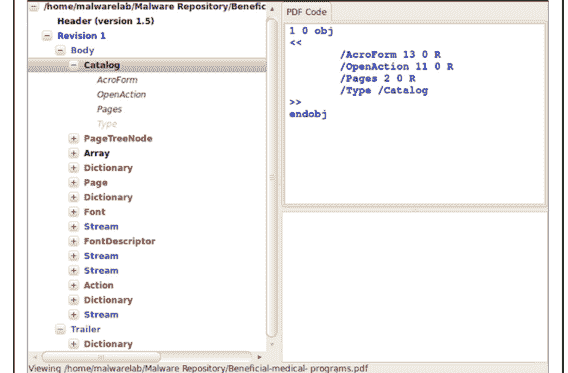 /home/malwarelab/Malware Repository/Benefic
Header (version 1.5)
Revision 1
Body
Catalog
AcroForm
OpenAction
Pages
Type
PageTreeNode
Array
Dictionary
Page
Dictionary
Font
Stream
FontDescriptor
Stream
Stream
Action
Dictionary
Stream
Trailer
Dictionary
PDF Code
1 0 obj
<<
/AcroForm 13 0 R
/OpenAction 11 0 R
/Pages 2 0 R
/Type /Catalog
>>
endobj
Viewing /home/malwarelab/Malware Repository/Beneficial-medical- programs.pdf